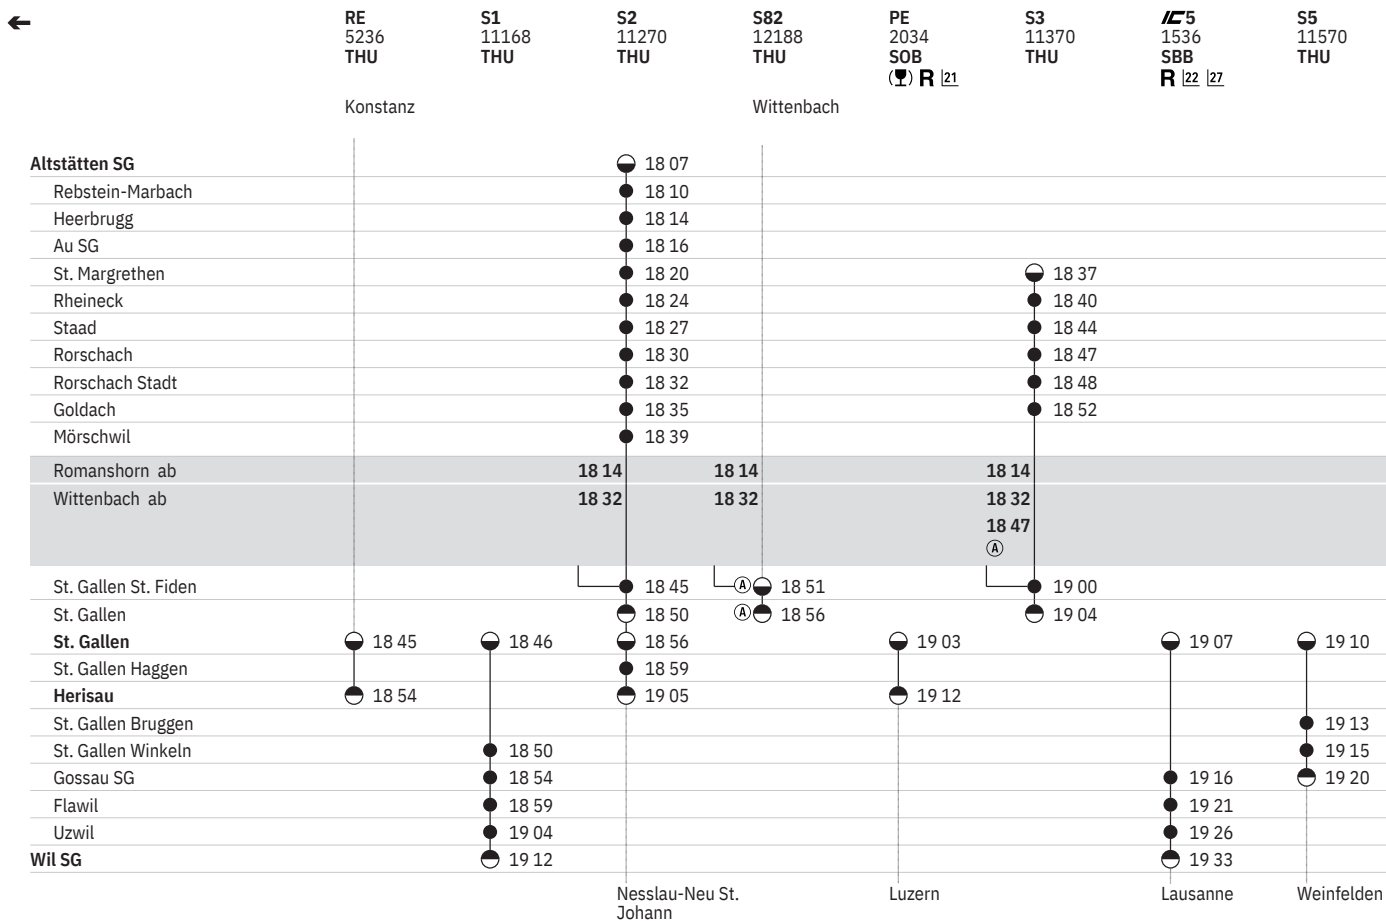 RE S1 S2 S82 PE S3 IC5 S5
5236 11168 11270 12188 2034 11370 1536 11570
THU THU THU THU SOB THU SBB THU
R 21 R 22 27
Konstanz Wittenbach
Altstätten SG 18 07
Rebstein-Marbach 18 10
Heerbrugg 18 14
Au SG 18 16
St. Margrethen 18 20 18 37
Rheineck 18 24 18 40
Staad 18 27 18 44
Rorschach 18 30 18 47
Rorschach Stadt 18 32 18 48
Goldach 18 35 18 52
Mörschwil 18 39
Romanshorn ab 18 14 18 14 18 14
Wittenbach ab 18 32 18 32 18 32
18 47
A
St. Gallen St. Fiden 18 45 A 18 51 19 00
St. Gallen 18 50 A 18 56 19 04
St. Gallen 18 45 18 46 18 56 19 03 19 07 19 10
St. Gallen Haggen 18 59
Herisau 18 54 19 05 19 12
St. Gallen Bruggen 19 13
St. Gallen Winkeln 18 50 19 15
Gossau SG 18 54 19 16 19 20
Flawil 18 59 19 21
Uzwil 19 04 19 26
Wil SG 19 12 19 33
Nesslau-Neu St. Luzern Lausanne Weinfelden
Johann